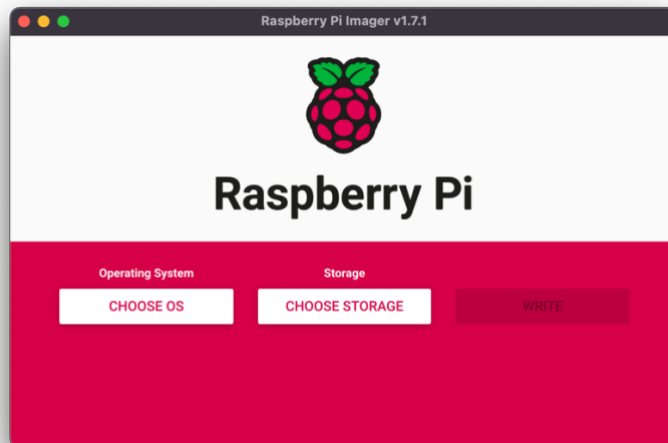 Raspberry Pi Imager v1.7.1
Raspberry Pi
Operating System
Storage
CHOOSE OS
CHOOSE STORAGE
WRITE